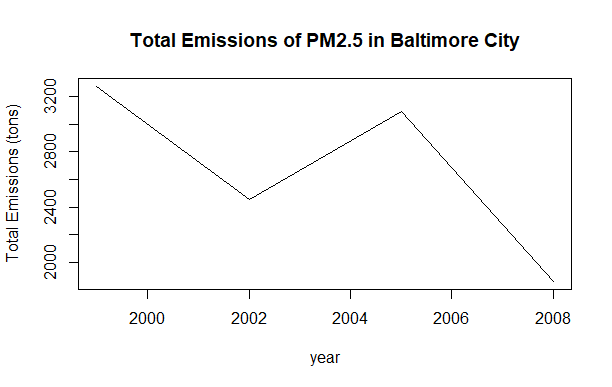 Total Emissions of PM2.5 in Baltimore City
Total Emissions (tons)
3200
2800
2400
2000
2000 2002 2004 2006 2008
year